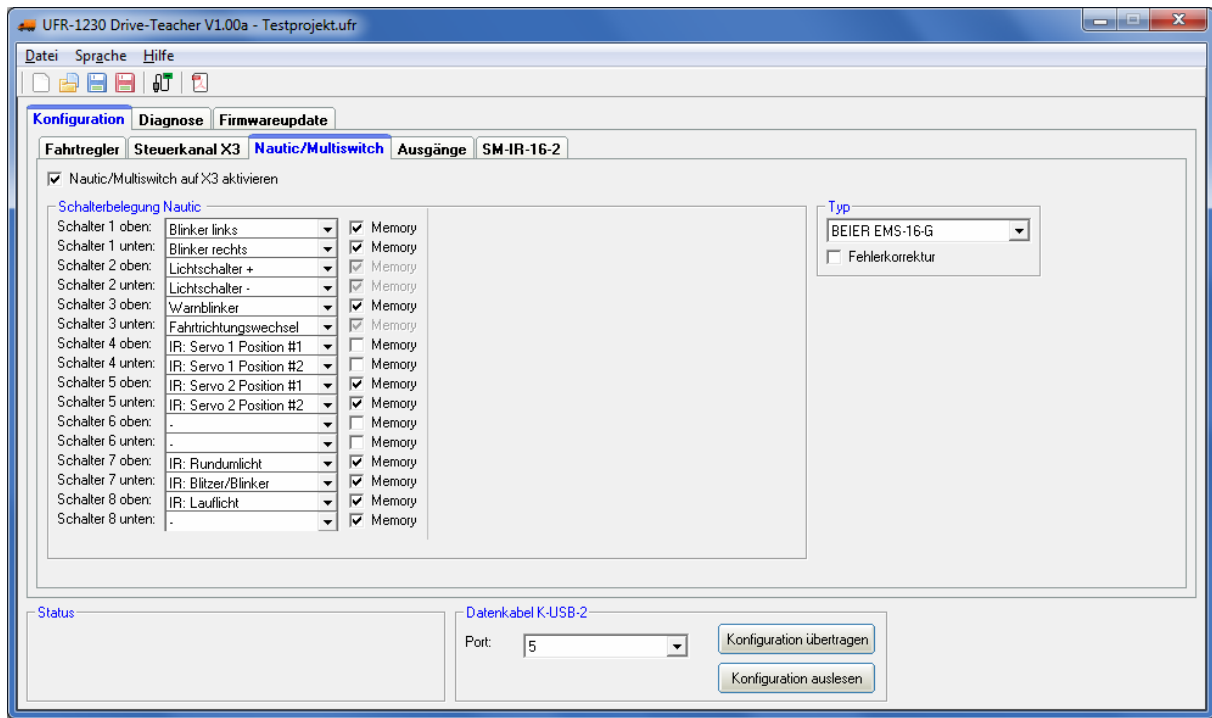 UFR-1230 Drive-Teacher V1.00a - Testprojekt.ufr
Datei Sprache Hilfe
Konfiguration Diagnose Firmwareupdate
Fahrtregler Steuerkanal X3 Nautic/Multiswitch Ausgänge SM-IR-16-2
Nautic/Multiswitch auf X3 aktivieren
Schalterbelegung Nautic Typ
Schalter 1 oben: Blinker links Memory BEIER EMS-16-G
Schalter 1 unten: Blinker rechts Memory Fehlerkorrektur
Schalter 2 oben: Lichtschalter + Memory
Schalter 2 unten: Lichtschalter - Memory
Schalter 3 oben: Warnblinker Memory
Schalter 3 unten: Fahrtrichtungswechsel Memory
Schalter 4 oben: IR: Servo 1 Position #1 Memory
Schalter 4 unten: IR: Servo 1 Position #2 Memory
Schalter 5 oben: IR: Servo 2 Position #1 Memory
Schalter 5 unten: IR: Servo 2 Position #2 Memory
Schalter 6 oben: - Memory
Schalter 6 unten: - Memory
Schalter 7 oben: IR: Rundumlicht Memory
Schalter 7 unten: IR: Blitzer/Blinker Memory
Schalter 8 oben: IR: Lauflicht Memory
Schalter 8 unten: - Memory
Status Datenkabel K-USB-2
Port: 5 Konfiguration übertragen
Konfiguration auslesen